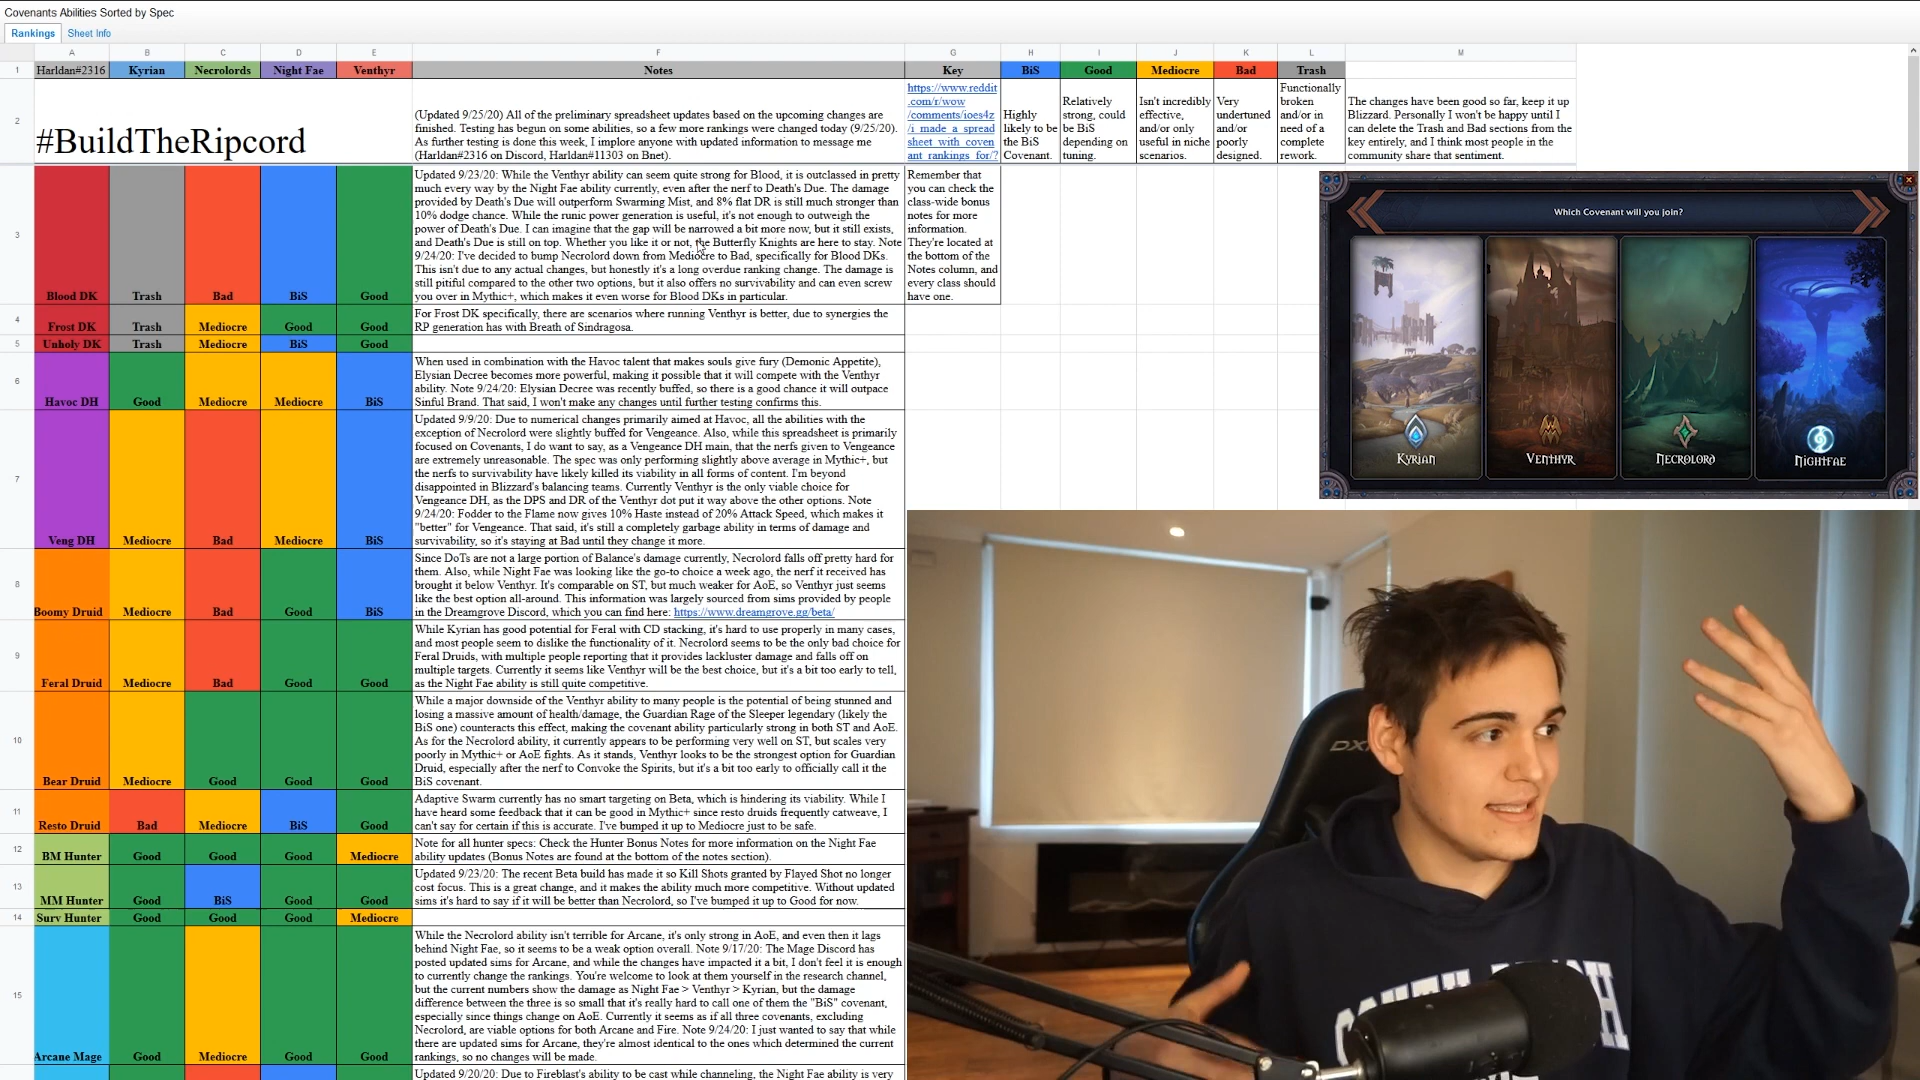 Covenants Abilities Sorted by Spec
Rankings
Sheet Info
A
B
C
D
E
F
G
H
I
J
K
L
M
1
Harldan#2316
Kyrian
Necrolords
Night Fae
Venthyr
Notes
Key
BiS
Good
Mediocre
Bad
Trash
2
#BuildTheRipcord
(Updated 9/25/20) All of the preliminary spreadsheet updates based on the upcoming changes are
finished. Testing has begun on some abilities, so a few more rankings were changed today (9/25/20).
As further testing is done this week, I implore anyone with updated information to message me
(Harldan#2316 on Discord, Harldan#11303 on Bnet).
https://www.reddit
.com/r/wow
/comments/ioes4z
/i_made_a_spread
sheet_with_coven
ant_rankings_for/?
Highly
likely to be
the BiS
Covenant.
Relatively
strong, could
be BiS
depending on
tuning.
Isn't incredibly
effective,
and/or only
useful in niche
scenarios.
Very
undertuned
and/or
poorly
designed.
Functionally
broken
and/or in
need of a
complete
rework.
The changes have been good so far, keep it up
Blizzard. Personally I won't be happy until I
can delete the Trash and Bad sections from the
key entirely, and I think most people in the
community share that sentiment.
3
Blood DK
Trash
Bad
BiS
Good
Updated 9/23/20: While the Venthyr ability can seem quite strong for Blood, it is outclassed in pretty
much every way by the Night Fae ability currently, even after the nerf to Death's Due. The damage
provided by Death's Due will outperform Swarming Mist, and 8% flat DR is still much stronger than
10% dodge chance. While the runic power generation is useful, it's not enough to outweigh the
power of Death's Due. I can imagine that the gap will be narrowed a bit more now, but it still exists,
and Death's Due is still on top. Whether you like it or not, the Butterfly Knights are here to stay. Note
9/24/20: I've decided to bump Necrolord down from Mediocre to Bad, specifically for Blood DKs.
This isn't due to any actual changes, but honestly it's a long overdue ranking change. The damage is
still pitiful compared to the other two options, but it also offers no survivability and can even screw
you over in Mythic+, which makes it even worse for Blood DKs in particular.
Remember that
you can check the
class-wide bonus
notes for more
information.
They're located at
the bottom of the
Notes column, and
every class should
have one.
4
Frost DK
Trash
Mediocre
Good
Good
For Frost DK specifically, there are scenarios where running Venthyr is better, due to synergies the
RP generation has with Breath of Sindragosa.
5
Unholy DK
Trash
Mediocre
BiS
Good
6
Havoc DH
Good
Mediocre
Mediocre
BiS
When used in combination with the Havoc talent that makes souls give fury (Demonic Appetite),
Elysian Decree becomes more powerful, making it possible that it will compete with the Venthyr
ability. Note 9/24/20: Elysian Decree was recently buffed, so there is a good chance it will outpace
Sinful Brand. That said, I won't make any changes until further testing confirms this.
7
Veng DH
Mediocre
Bad
Mediocre
BiS
Updated 9/9/20: Due to numerical changes primarily aimed at Havoc, all the abilities with the
exception of Necrolord were slightly buffed for Vengeance. Also, while this spreadsheet is primarily
focused on Covenants, I do want to say, as a Vengeance DH main, that the nerfs given to Vengeance
are extremely unreasonable. The spec was only performing slightly above average in Mythic+, but
the nerfs to survivability have likely killed its viability in all forms of content. I'm beyond
disappointed in Blizzard's balancing teams. Currently Venthyr is the only viable choice for
Vengeance DH, as the DPS and DR of the Venthyr dot put it way above the other options. Note
9/24/20: Fodder to the Flame now gives 10% Haste instead of 20% Attack Speed, which makes it
"better" for Vengeance. That said, it's still a completely garbage ability in terms of damage and
survivability, so it's staying at Bad until they change it more.
8
Boomy Druid
Mediocre
Bad
Good
BiS
Since DoTs are not a large portion of Balance's damage currently, Necrolord falls off pretty hard for
them. Also, while Night Fae was looking like the go-to choice a week ago, the nerf it received has
brought it below Venthyr. It's comparable on ST, but much weaker for AoE, so Venthyr just seems
like the best option all-around. This information was largely sourced from sims provided by people
in the Dreamgrove Discord, which you can find here: https://www.dreamgrove.gg/beta/
9
Feral Druid
Mediocre
Bad
Good
Good
While Kyrian has good potential for Feral with CD stacking, it's hard to use properly in many cases,
and most people seem to dislike the functionality of it. Necrolord seems to be the only bad choice for
Feral Druids, with multiple people reporting that it provides lackluster damage and falls off on
multiple targets. Currently it seems like Venthyr will be the best choice, but it's a bit too early to tell,
as the Night Fae ability is still quite competitive.
10
Bear Druid
Mediocre
Good
Good
Good
While a major downside of the Venthyr ability to many people is the potential of being stunned and
losing a massive amount of health/damage, the Guardian Rage of the Sleeper legendary (likely the
BiS one) counteracts this effect, making the covenant ability particularly strong in both ST and AoE.
As for the Necrolord ability, it currently appears to be performing very well on ST, but scales very
poorly in Mythic+ or AoE fights. As it stands, Venthyr looks to be the strongest option for Guardian
Druid, especially after the nerf to Convoke the Spirits, but it's a bit too early to officially call it the
BiS covenant.
11
Resto Druid
Bad
Mediocre
BiS
Good
Adaptive Swarm currently has no smart targeting on Beta, which is hindering its viability. While I
have heard some feedback that it can be good in Mythic+ since resto druids frequently catweave, I
can't say for certain if this is accurate. I've bumped it up to Mediocre just to be safe.
12
BM Hunter
Good
Good
Good
Mediocre
Note for all hunter specs: Check the Hunter Bonus Notes for more information on the Night Fae
ability updates (Bonus Notes are found at the bottom of the notes section).
13
MM Hunter
Good
BiS
Good
Good
Updated 9/23/20: The recent Beta build has made it so Kill Shots granted by Flayed Shot no longer
cost focus. This is a great change, and it makes the ability much more competitive. Without updated
sims it's hard to say if it will be better than Necrolord, so I've bumped it up to Good for now.
14
Surv Hunter
Good
Good
Good
Mediocre
15
Arcane Mage
Good
Mediocre
Good
Good
While the Necrolord ability isn't terrible for Arcane, it's only strong in AoE, and even then it lags
behind Night Fae, so it seems to be a weak option overall. Note 9/17/20: The Mage Discord has
posted updated sims for Arcane, and while the changes have impacted it a bit, I don't feel it is enough
to currently change the rankings. You're welcome to look at them yourself in the research channel,
but the current numbers show the damage as Night Fae > Venthyr > Kyrian, but the damage
difference between the three is so small that it's really hard to call one of them the "BiS" covenant,
especially since things change on AoE. Currently it seems as if all three covenants, excluding
Necrolord, are viable options for both Arcane and Fire. Note 9/24/20: I just wanted to say that while
there are updated sims for Arcane, they're almost identical to the ones which determined the current
rankings, so no changes will be made.
Updated 9/20/20: Due to Fireblast's ability to be cast while channeling, the Night Fae ability is very
Which Covenant will you join?
Kyrian
Venthyr
Necrolord
Nightfae